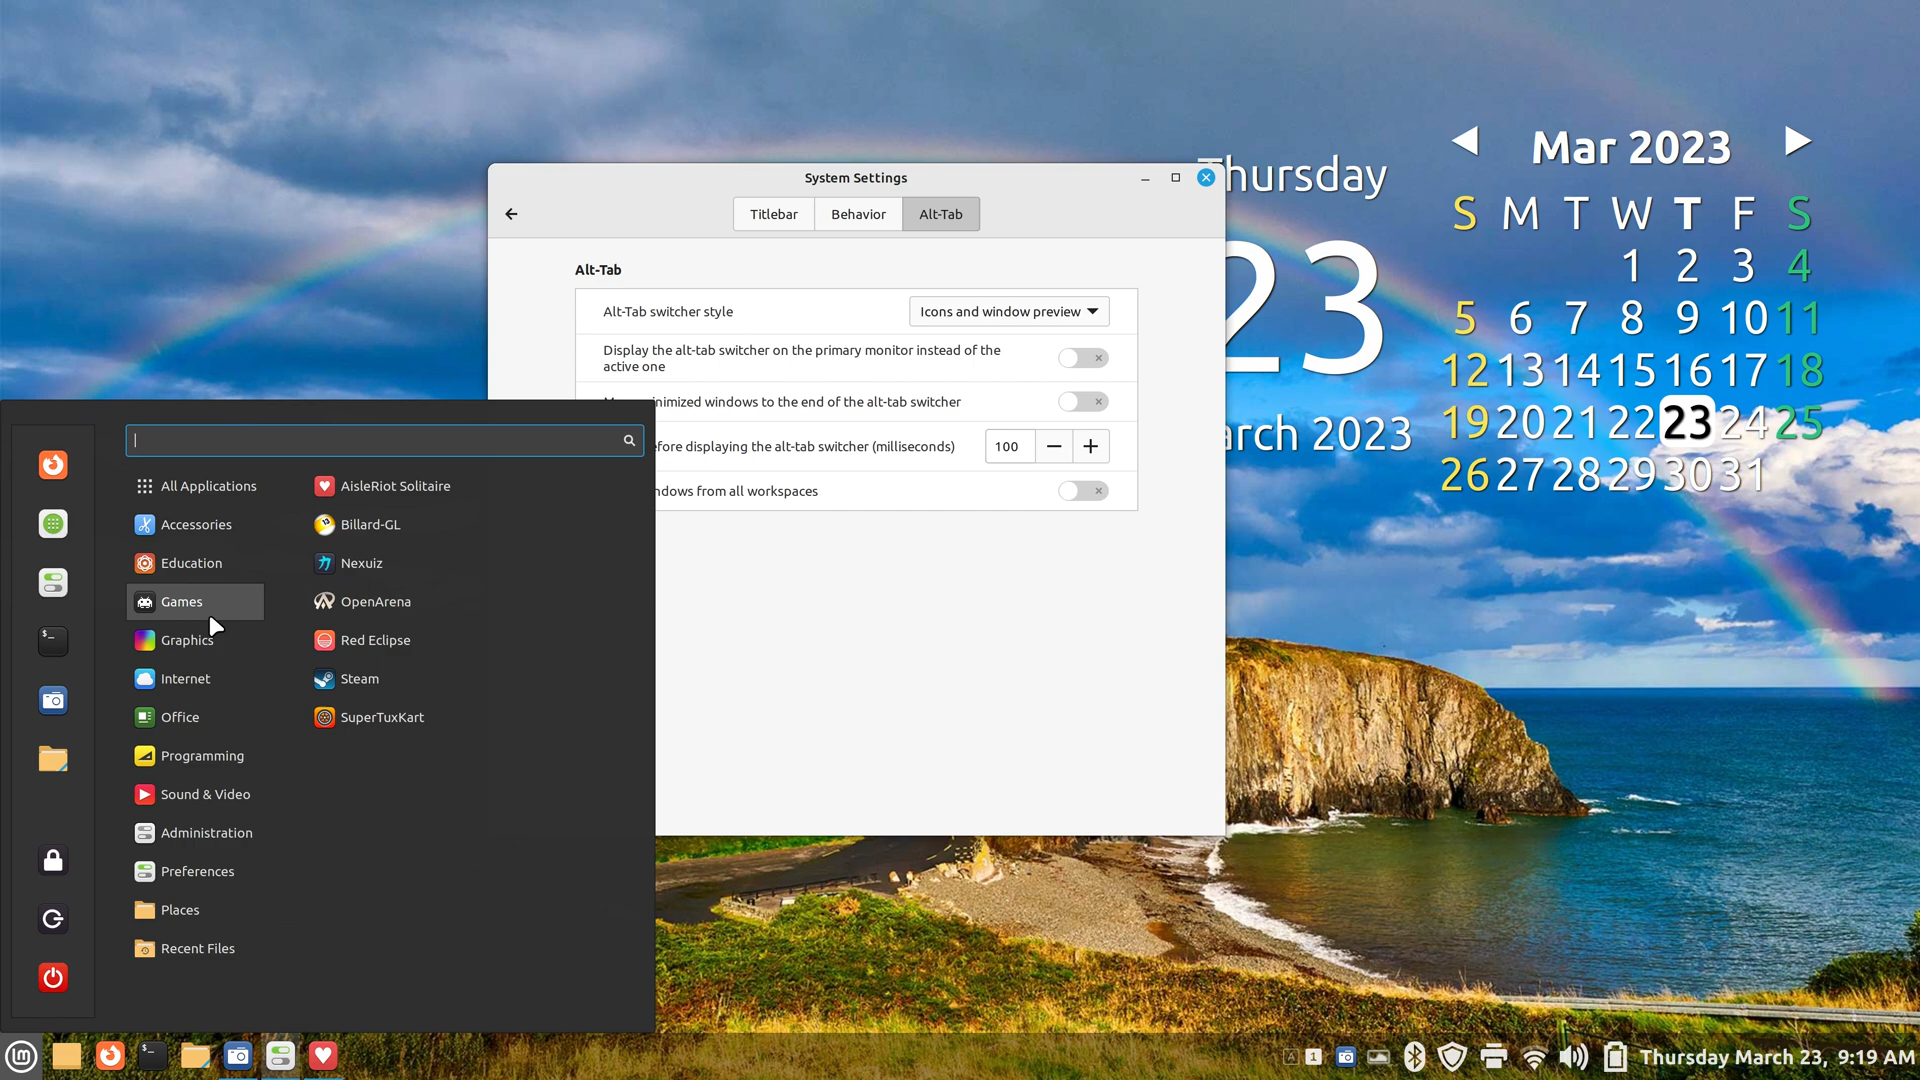 System Settings
Titlebar
Behavior
Alt-Tab
Alt-Tab
Alt-Tab switcher style
Icons and window preview
Display the alt-tab switcher on the primary monitor instead of the
active one
minimized windows to the end of the alt-tab switcher
before displaying the alt-tab switcher (milliseconds)
100
windows from all workspaces
Thursday
23
March 2023
Mar 2023
S M T W T F S
1 2 3 4
5 6 7 8 9 10 11
12 13 14 15 16 17 18
19 20 21 22 23 24 25
26 27 28 29 30 31
All Applications
Accessories
Education
Games
Graphics
Internet
Office
Programming
Sound & Video
Administration
Preferences
Places
Recent Files
AisleRiot Solitaire
Billard-GL
Nexuiz
OpenArena
Red Eclipse
Steam
SuperTuxKart
A
1
Thursday March 23, 9:19 AM